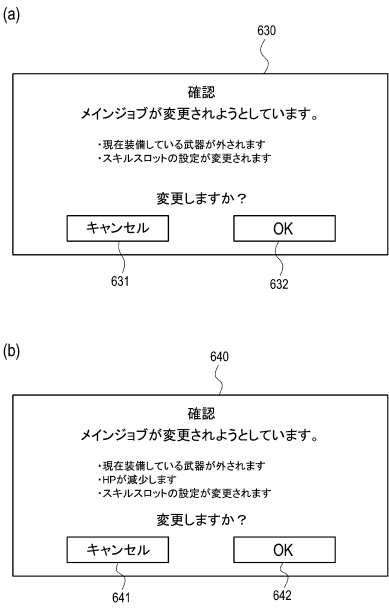 (a)
630
確認
メインジョブが変更されようとしています。
・現在装備している武器が外されます
・スキルスロットの設定が変更されます
変更しますか？
キャンセル OK
631 632
(b)
640
確認
メインジョブが変更されようとしています。
・現在装備している武器が外されます
・HPが減少します
・スキルスロットの設定が変更されます
変更しますか？
キャンセル OK
641 642